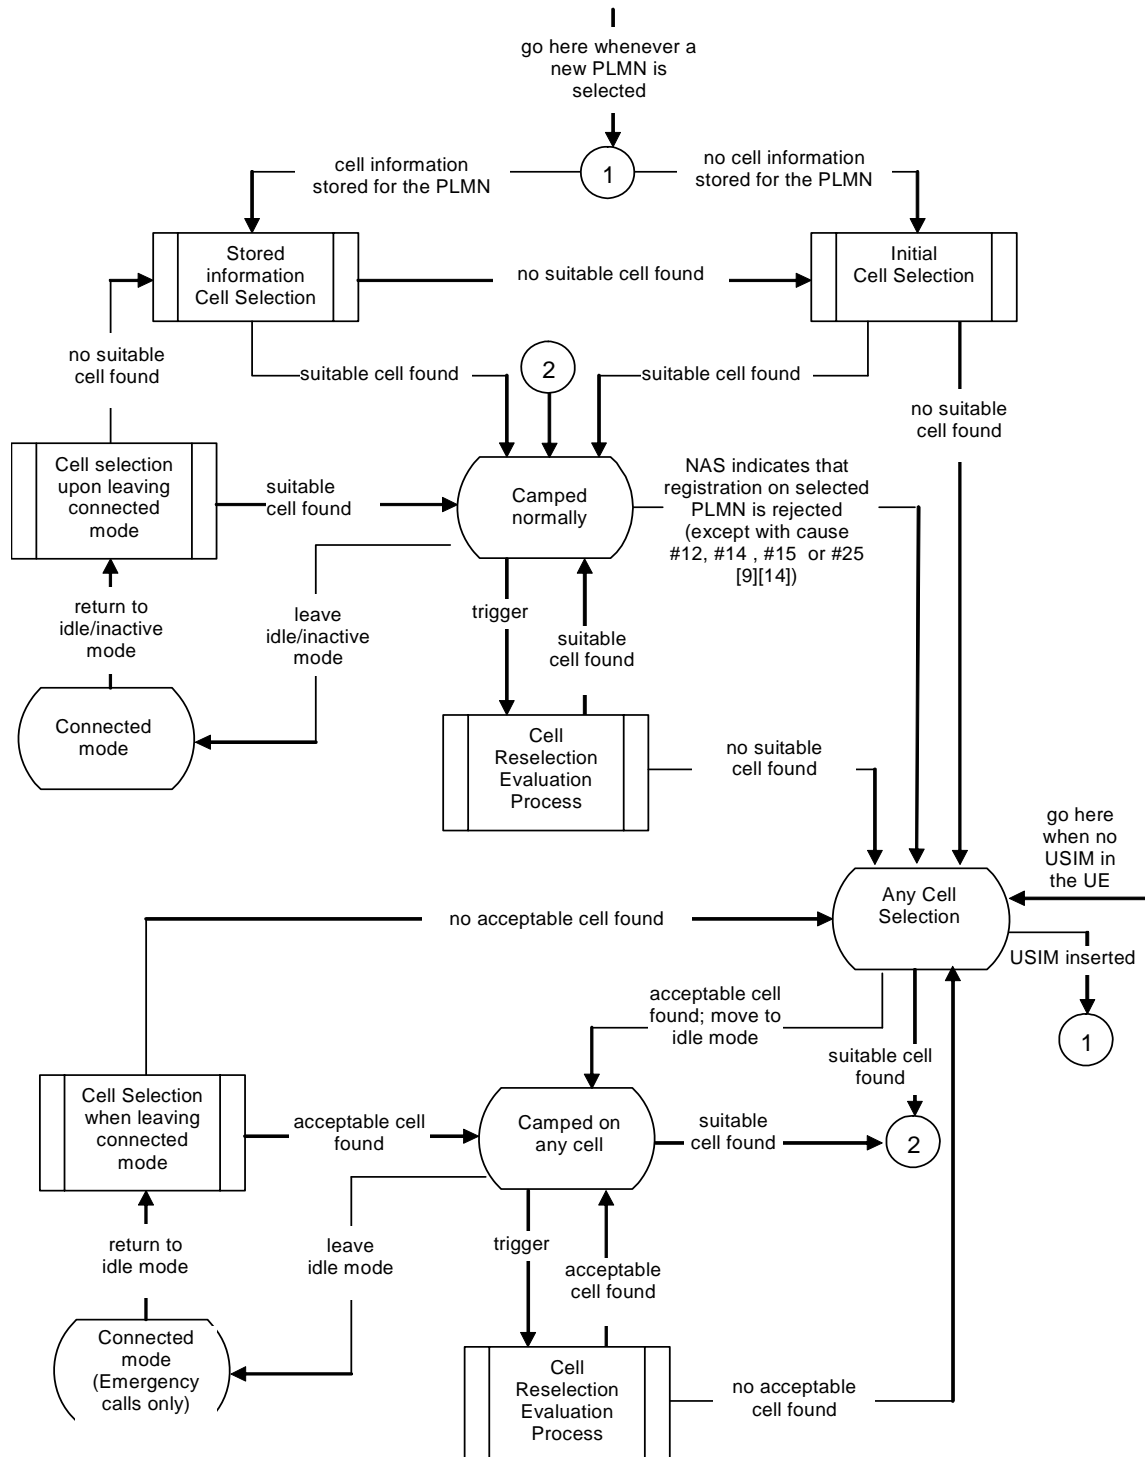 go here whenever a
new PLMN is
selected
1
cell information
stored for the PLMN
no cell information
stored for the PLMN
Stored
information
Cell Selection
no suitable cell found
Initial
Cell Selection
no suitable
cell found
suitable cell found
2
suitable cell found
no suitable
cell found
Cell selection
upon leaving
connected
mode
suitable
cell found
Camped
normally
NAS indicates that
registration on selected
PLMN is rejected
(except with cause
#12, #14 , #15 or #25
[9][14])
return to
idle/inactive
mode
leave
idle/inactive
mode
trigger
suitable
cell found
Connected
mode
Cell
Reselection
Evaluation
Process
no suitable
cell found
go here
when no
USIM in
the UE
Any Cell
Selection
no acceptable cell found
USIM inserted
1
acceptable cell
found; move to
idle mode
suitable cell
found
Cell Selection
when leaving
connected
mode
acceptable cell
found
Camped on
any cell
suitable
cell found
2
return to
idle mode
leave
idle mode
trigger
acceptable
cell found
Connected
mode
(Emergency
calls only)
Cell
Reselection
Evaluation
Process
no acceptable
cell found